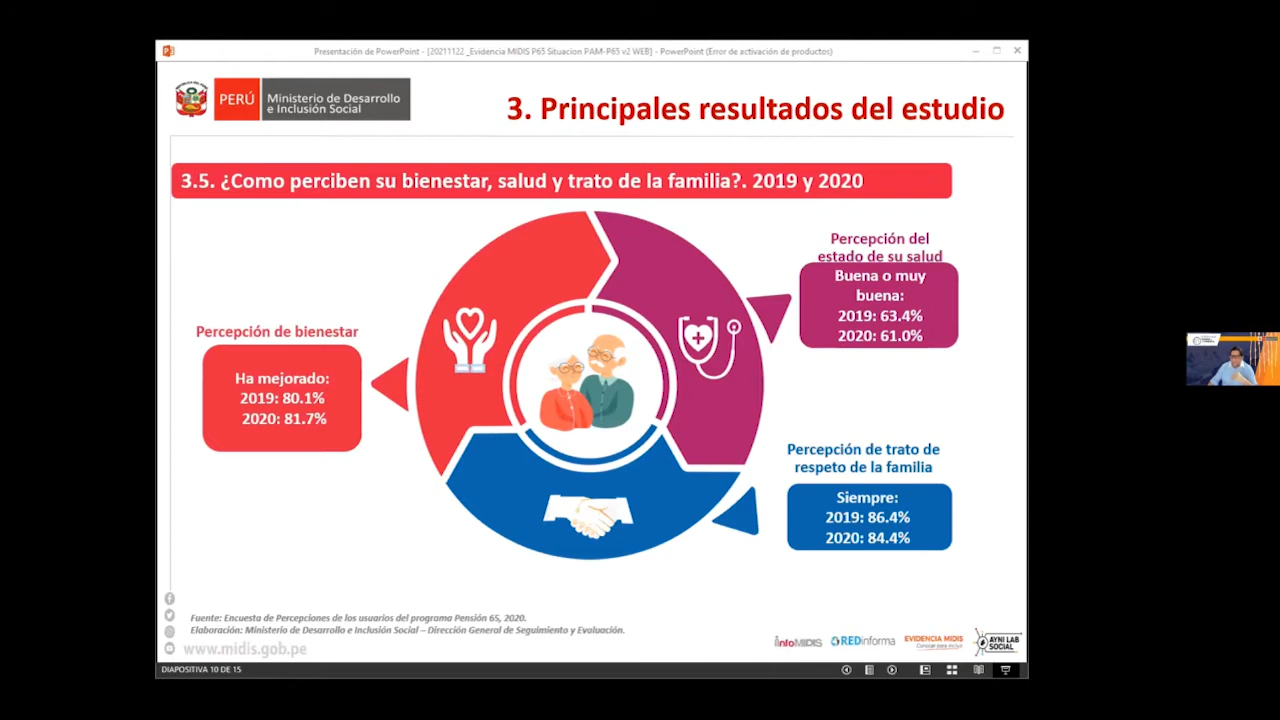 Presentación de PowerPoint - [20211122 _Evidencia MIDIS P65 Situacion PAM-P65 v2 WEB] - PowerPoint (Error de activación de productos)
PERÚ
Ministerio de Desarrollo
e Inclusión Social
3. Principales resultados del estudio
3.5. ¿Como perciben su bienestar, salud y trato de la familia?. 2019 y 2020
Percepción del
estado de su salud
Buena o muy
buena:
2019: 63.4%
2020: 61.0%
Percepción de bienestar
Ha mejorado:
2019: 80.1%
2020: 81.7%
Percepción de trato de
respeto de la familia
Siempre:
2019: 86.4%
2020: 84.4%
Fuente: Encuesta de Percepciones de los usuarios del programa Pensión 65, 2020.
Elaboración: Ministerio de Desarrollo e Inclusión Social – Dirección General de Seguimiento y Evaluación.
www.midis.gob.pe
InfoMIDIS
REDinforma
EVIDENCIA MIDIS
Conocer para incluir
AYNI LAB
SOCIAL
DIAPOSITIVA 10 DE 15